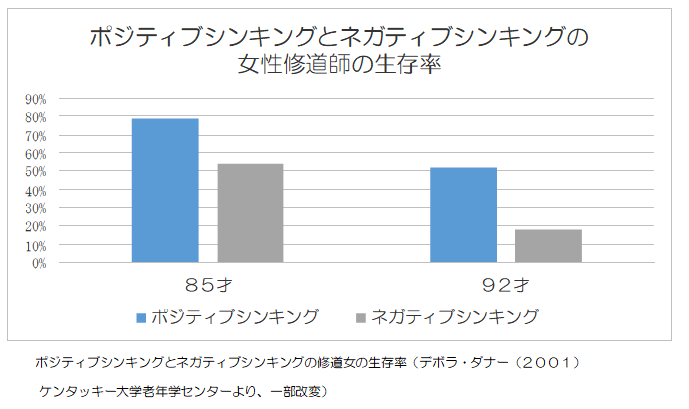 ポジティブシンキングとネガティブシンキングの
女性修道師の生存率
90%
80%
70%
60%
50%
40%
30%
20%
10%
0%
85才
92才
ポジティブシンキング
ネガティブシンキング
ポジティブシンキングとネガティブシンキングの修道女の生存率（デボラ・ダナー（2001）
ケンタッキー大学老年学センターより、一部改変）